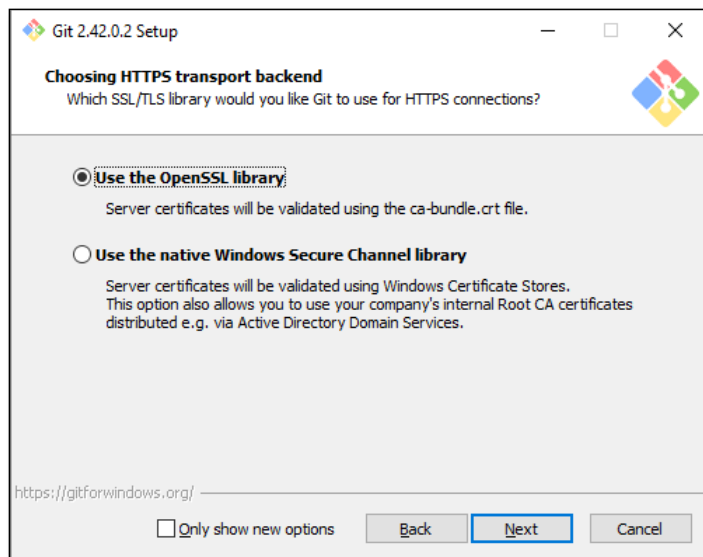 Git 2.42.0.2 Setup
Choosing HTTPS transport backend
Which SSL/TLS library would you like Git to use for HTTPS connections?
Use the OpenSSL library
Server certificates will be validated using the ca-bundle.crt file.
Use the native Windows Secure Channel library
Server certificates will be validated using Windows Certificate Stores.
This option also allows you to use your company's internal Root CA certificates
distributed e.g. via Active Directory Domain Services.
https://gitforwindows.org/
Only show new options Back Next Cancel